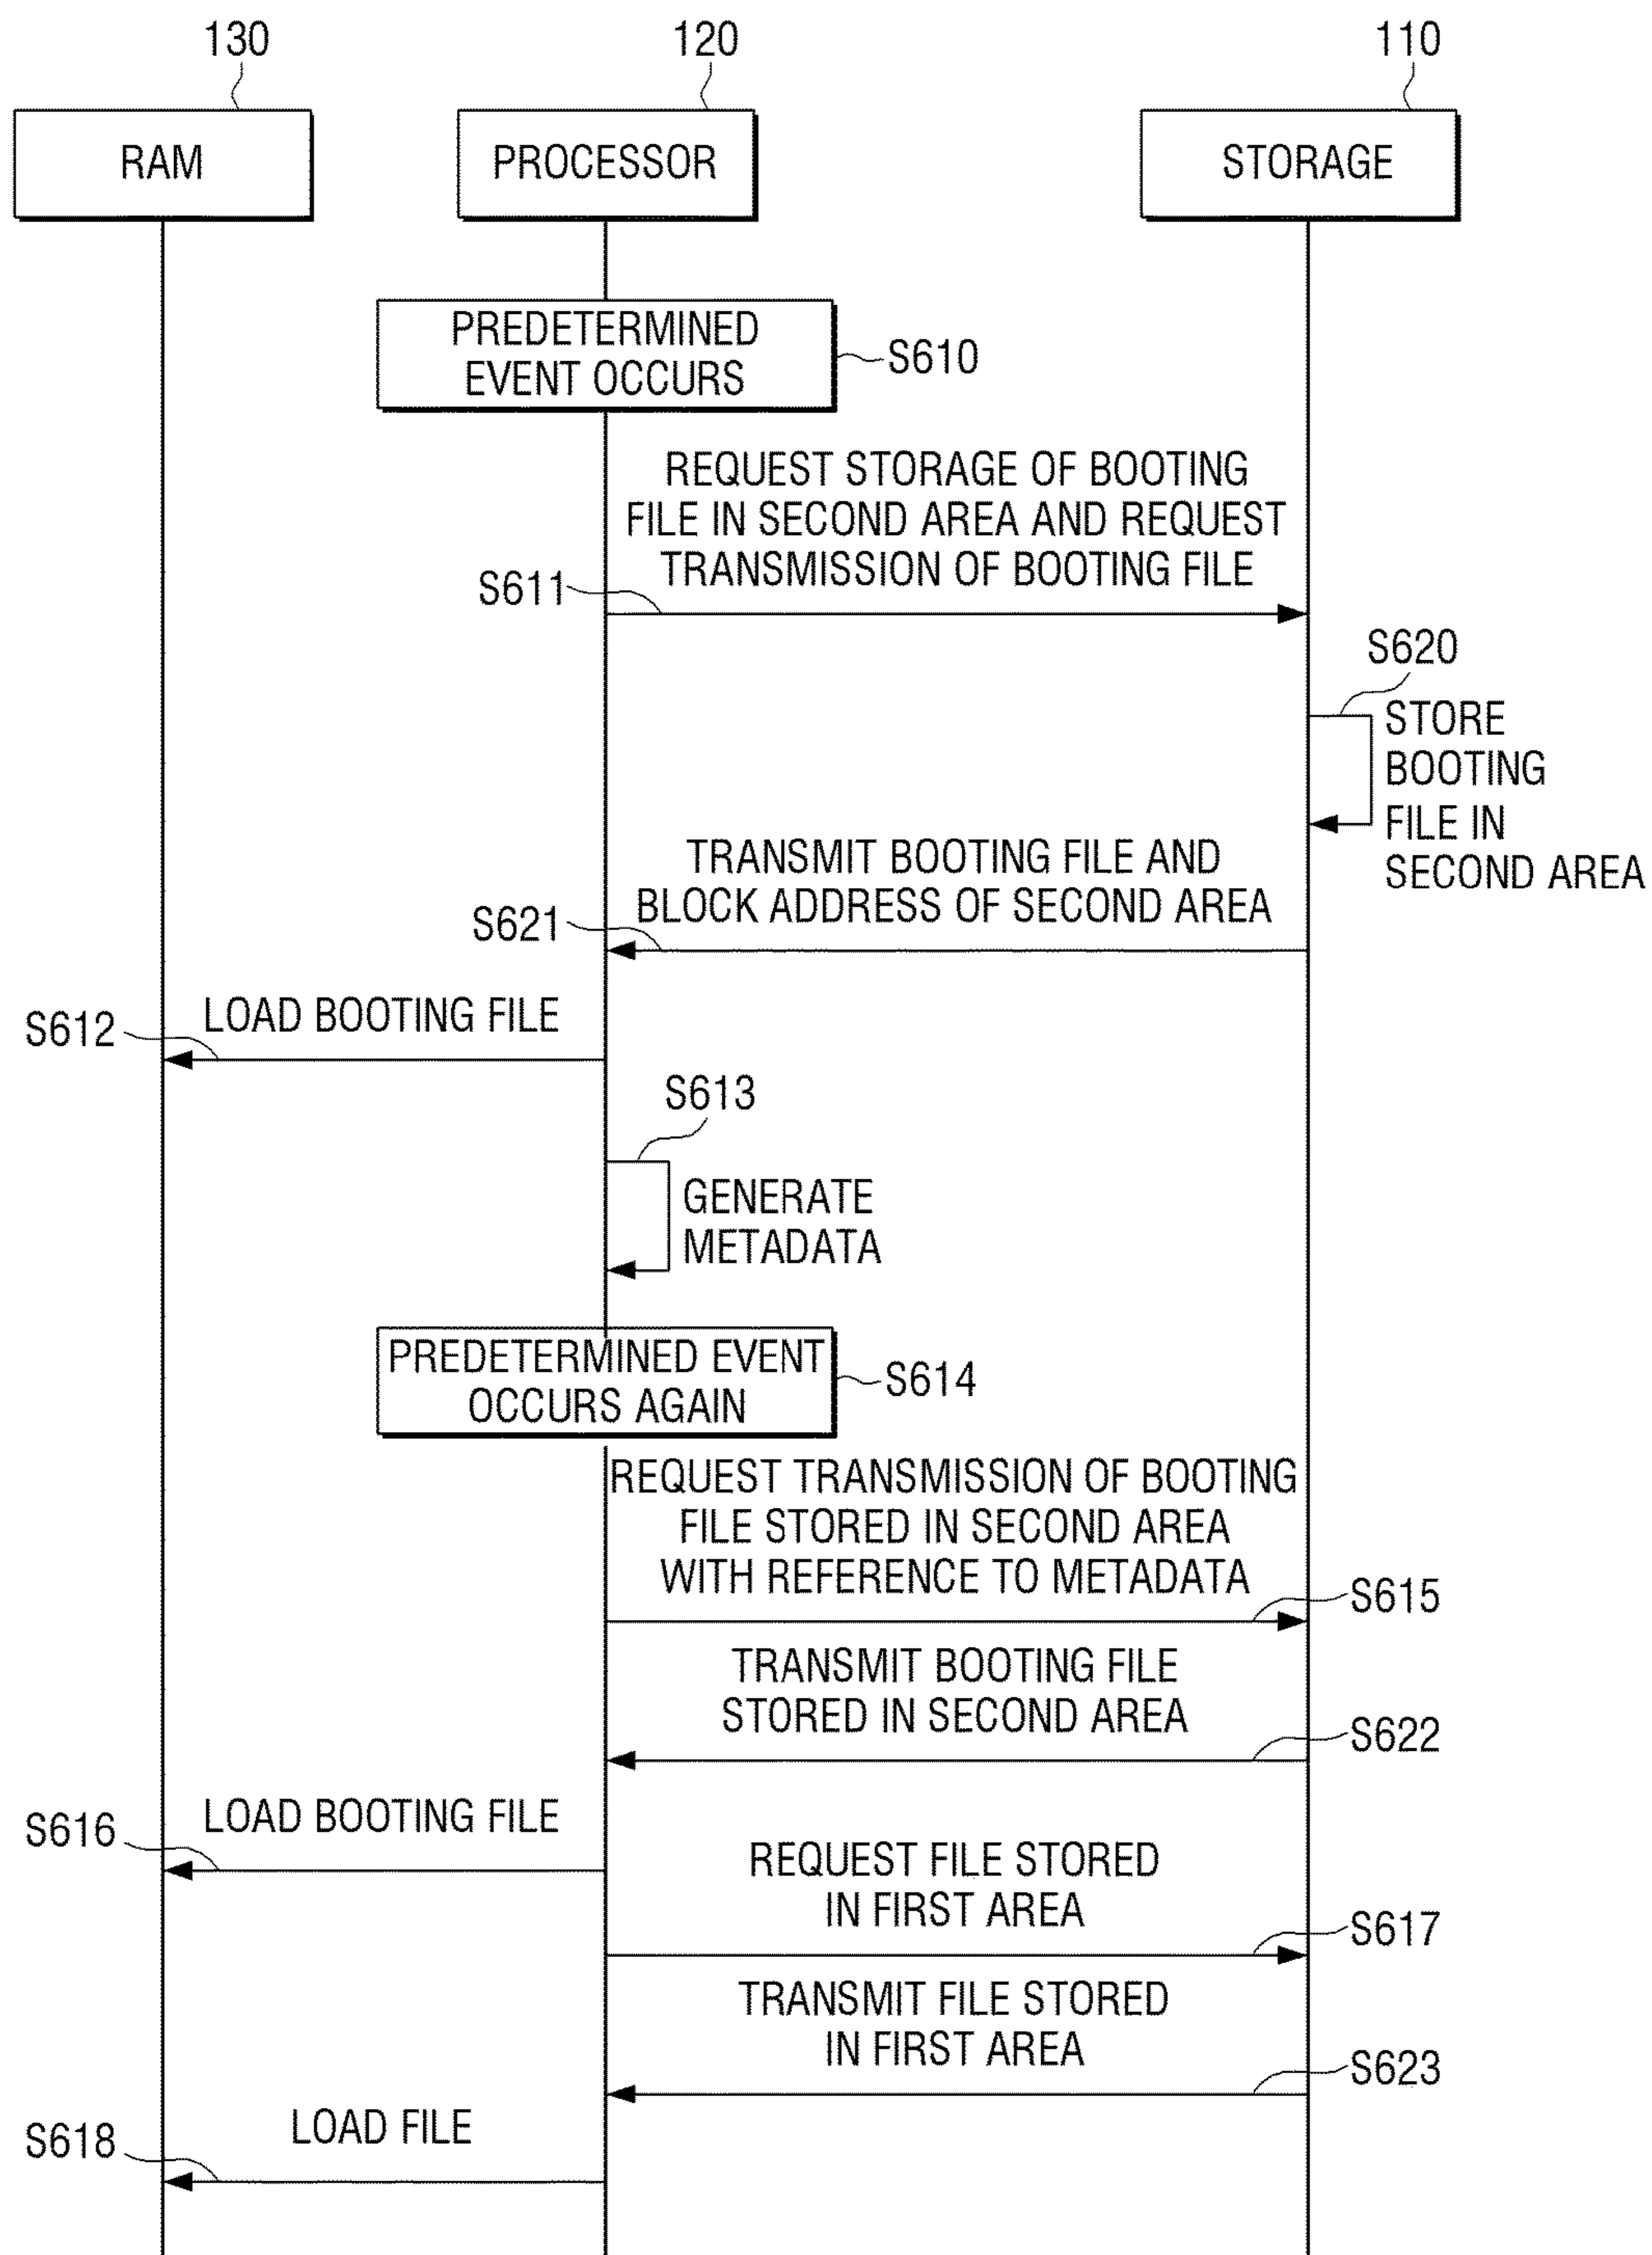 130
120
110
RAM
PROCESSOR
STORAGE
PREDETERMINED
EVENT OCCURS
S610
REQUEST STORAGE OF BOOTING
FILE IN SECOND AREA AND REQUEST
TRANSMISSION OF BOOTING FILE
S611
S620
STORE
BOOTING
FILE IN
SECOND AREA
TRANSMIT BOOTING FILE AND
BLOCK ADDRESS OF SECOND AREA
S621
LOAD BOOTING FILE
S612
S613
GENERATE
METADATA
PREDETERMINED EVENT
OCCURS AGAIN
S614
REQUEST TRANSMISSION OF BOOTING
FILE STORED IN SECOND AREA
WITH REFERENCE TO METADATA
S615
TRANSMIT BOOTING FILE
STORED IN SECOND AREA
S622
LOAD BOOTING FILE
S616
REQUEST FILE STORED
IN FIRST AREA
S617
TRANSMIT FILE STORED
IN FIRST AREA
S623
LOAD FILE
S618